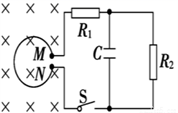 × × × ×
R₁
× × ×
M
C
R₂
× N × ×
S
× × × ×